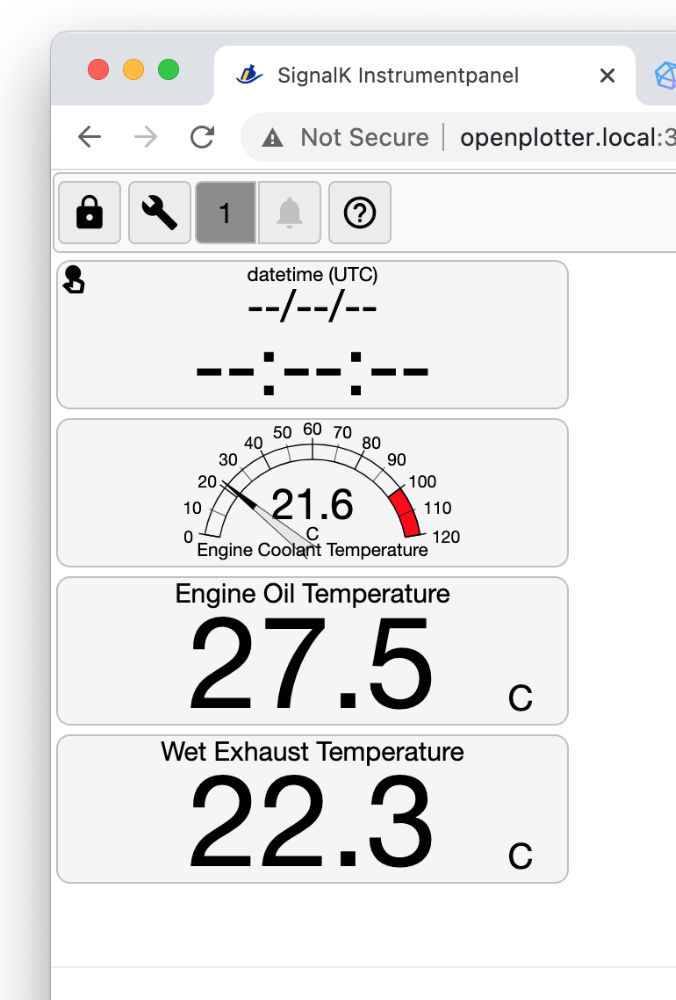 SignalK Instrumentpanel
Not Secure openplotter.local:3
1
datetime (UTC)
--/--/--
--:--:--
0 10 20 30 40 50 60 70 80 90 100 110 120
21.6
C
Engine Coolant Temperature
Engine Oil Temperature
27.5 C
Wet Exhaust Temperature
22.3 C